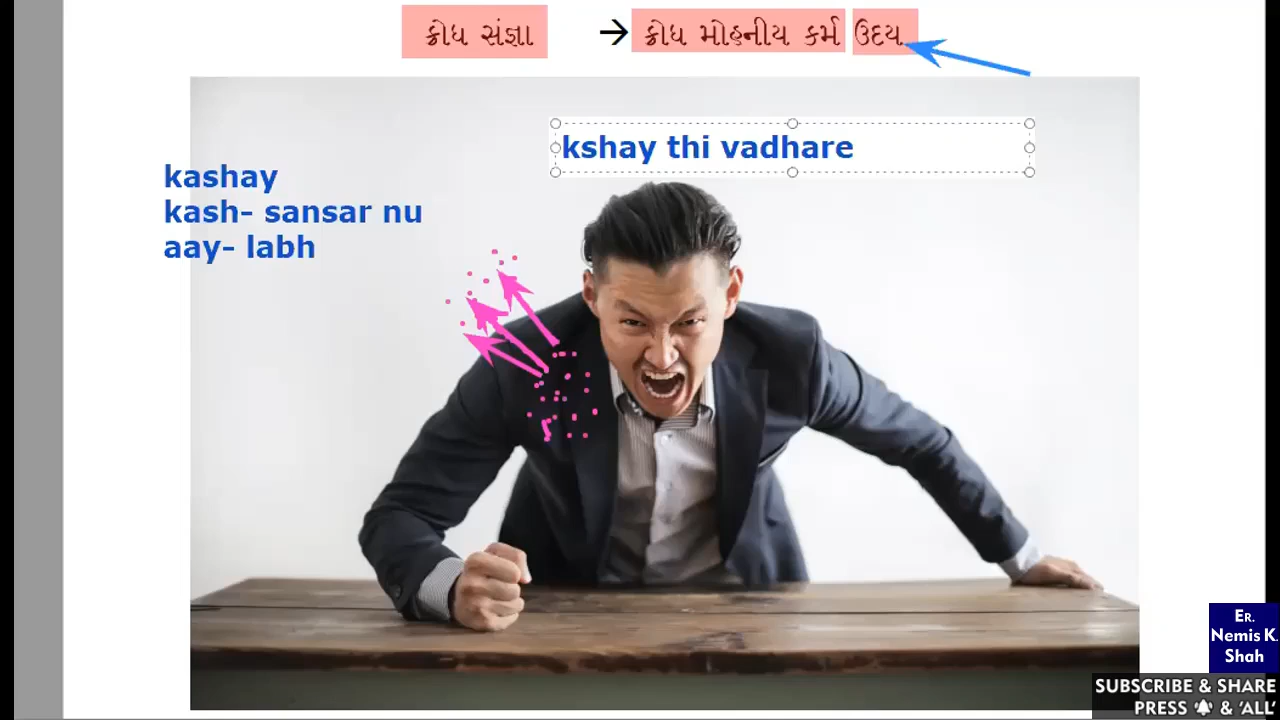 ક્રોધ સંજ્ઞા → ક્રોધ મોહનીય કર્મ ઉદય
kshay thi vadhare
kashay
kash- sansar nu
aay- labh
ER.
Nemis K.
Shah
SUBSCRIBE & SHARE
PRESS & 'ALL'